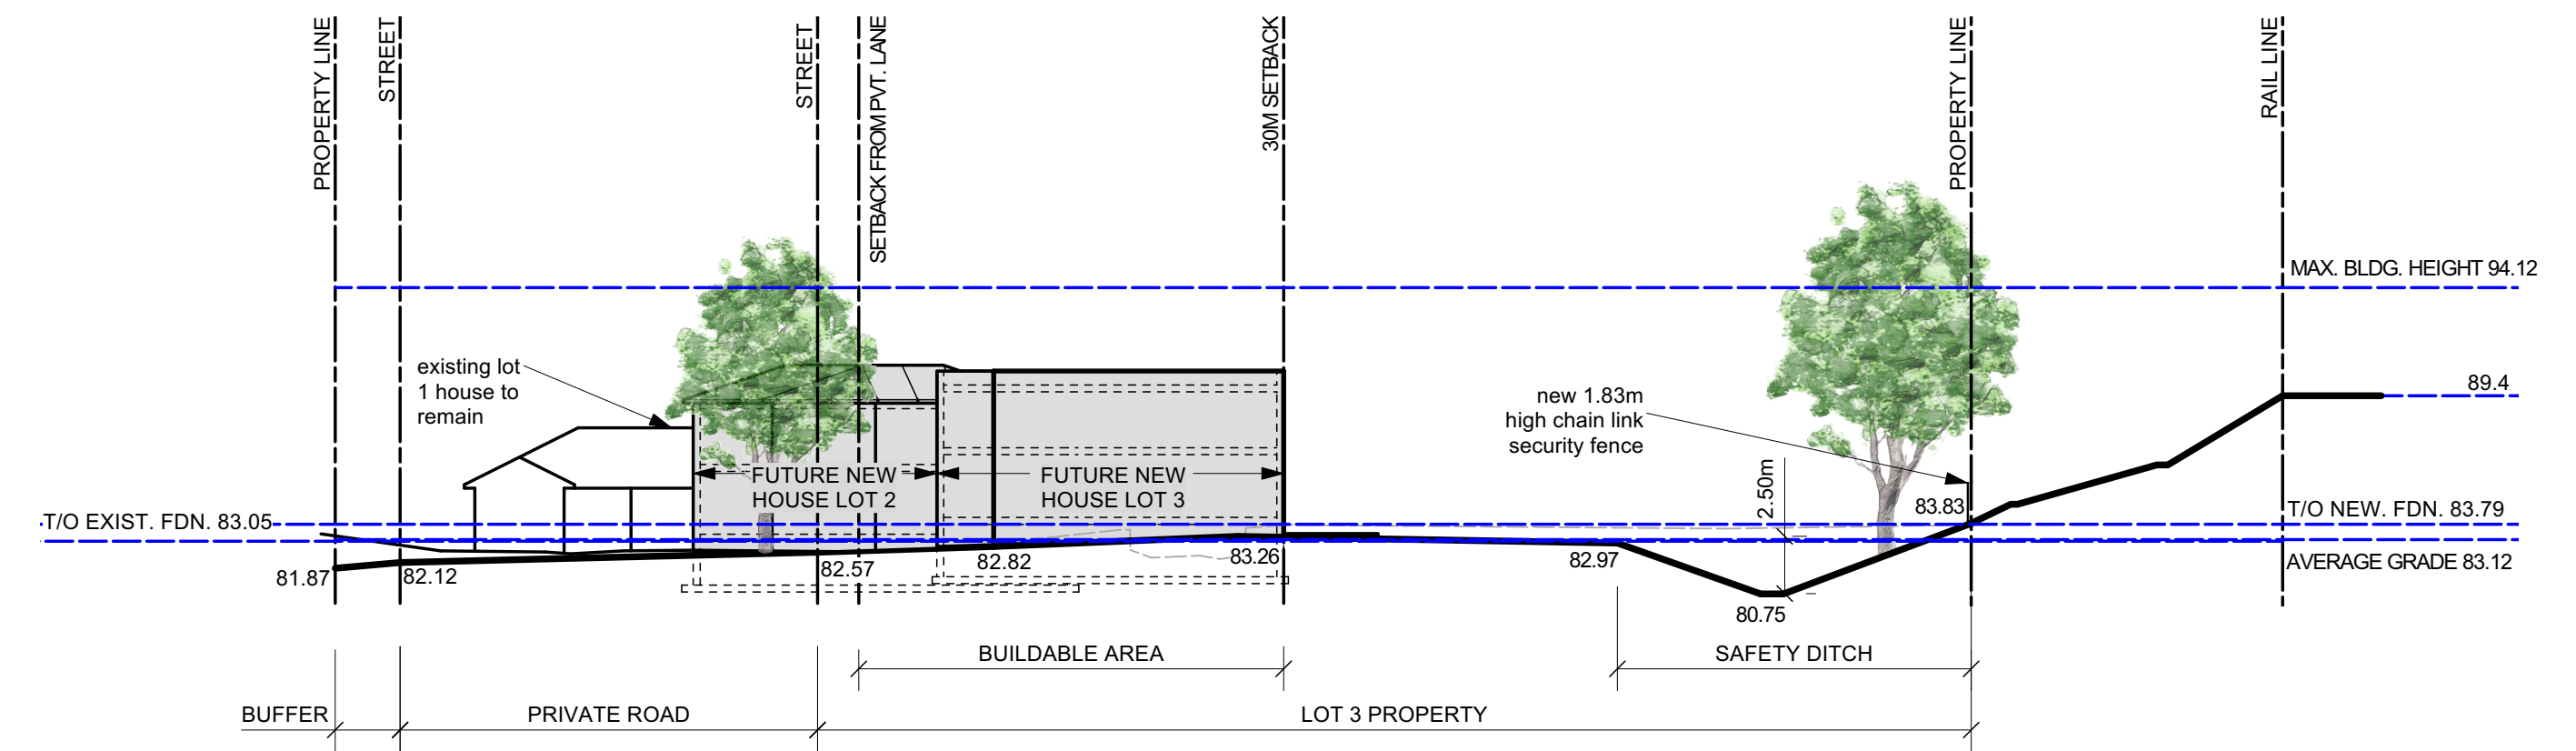 PROPERTY LINE
STREET
STREET
SETBACK FROM PVT. LANE
30M SETBACK
PROPERTY LINE
RAIL LINE
MAX. BLDG. HEIGHT 94.12
existing lot
1 house to
remain
new 1.83m
high chain link
security fence
89.4
FUTURE NEW
HOUSE LOT 2
FUTURE NEW
HOUSE LOT 3
2.50m
83.83
T/O EXIST. FDN. 83.05
T/O NEW. FDN. 83.79
81.87
82.12
82.57
82.82
83.26
82.97
AVERAGE GRADE 83.12
80.75
BUILDABLE AREA
SAFETY DITCH
BUFFER
PRIVATE ROAD
LOT 3 PROPERTY